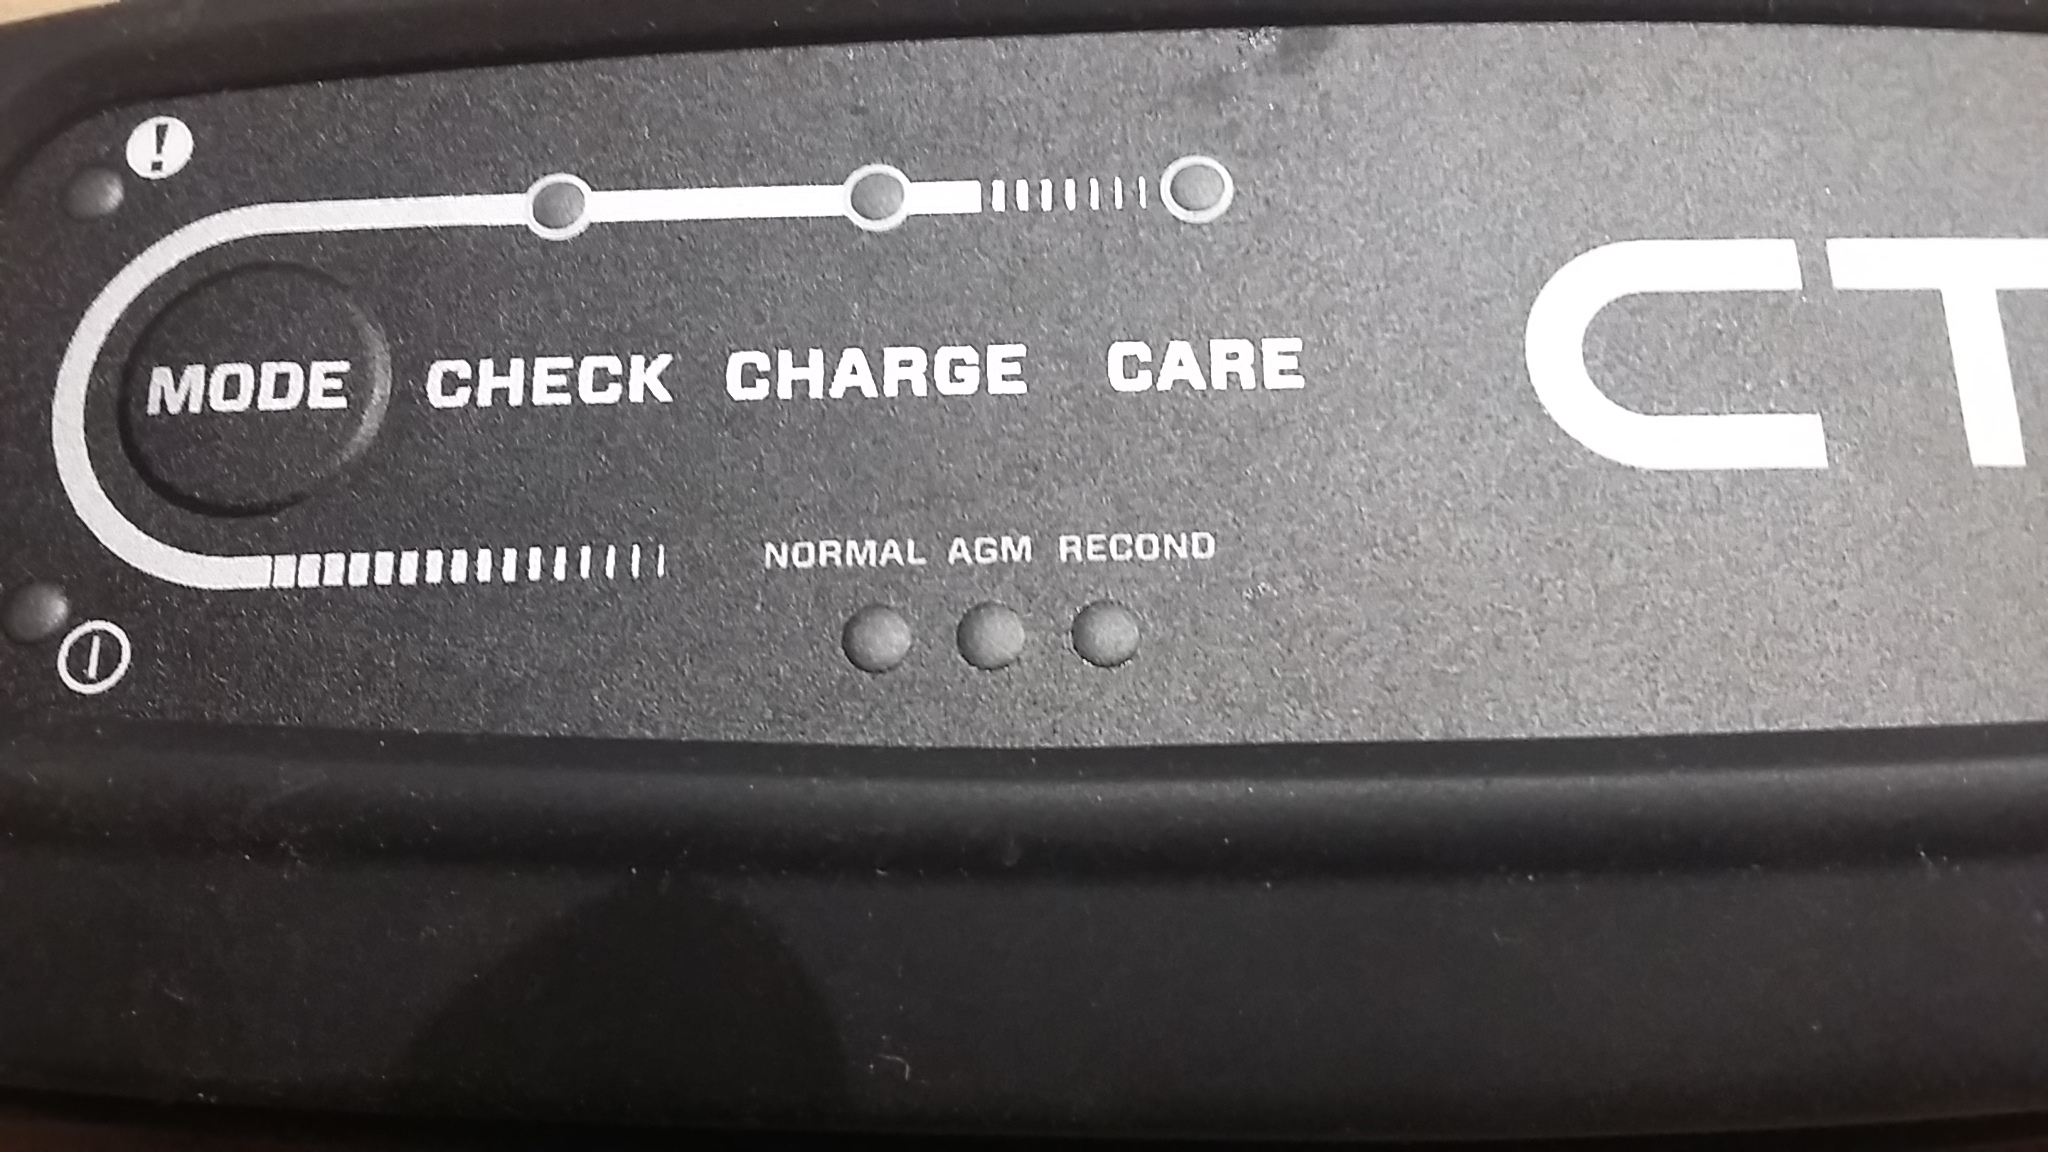 MODE CHECK CHARGE CARE
CT
NORMAL AGM RECOND